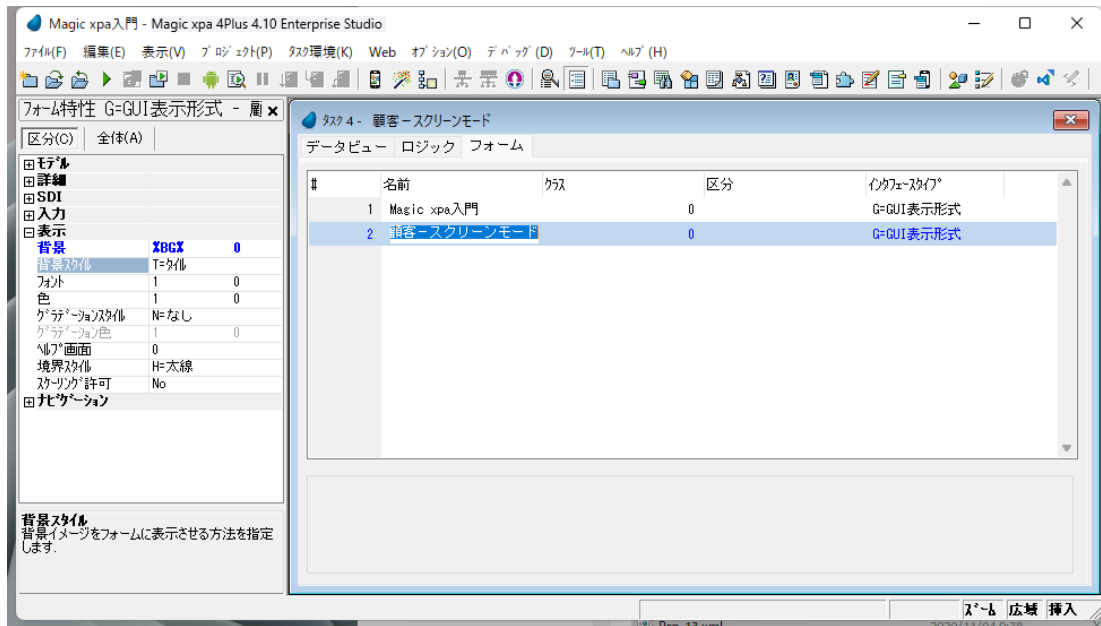 Magic xpa入門 - Magic xpa 4Plus 4.10 Enterprise Studio
ﾌｧｲﾙ(F) 編集(E) 表示(V) ﾌﾟﾛｼﾞｪｸﾄ(P) ﾀｽｸ環境(K) Web ｵﾌﾟｼｮﾝ(O) ﾃﾞﾊﾞｯｸﾞ(D) ﾂｰﾙ(T) ﾍﾙﾌﾟ(H)
ﾌｫｰﾑ特性 G=GUI表示形式 -
区分(C) 全体(A)
ﾓﾃﾞﾙ
詳細
SDI
入力
表示
背景 %BG% 0
背景ｽﾀｲﾙ T=ﾀｲﾙ
ﾌｫﾝﾄ 1 0
色 1 0
ｸﾞﾗﾃﾞｰｼｮﾝｽﾀｲﾙ N=なし
ｸﾞﾗﾃﾞｰｼｮﾝ色 1 0
ﾍﾙﾌﾟ画面 0
境界ｽﾀｲﾙ H=太線
ｽｹｰﾘﾝｸﾞ許可 No
ﾅﾋﾞｹﾞｰｼｮﾝ
背景ｽﾀｲﾙ
背景イメージをフォームに表示させる方法を指定
します.
ﾀｽｸ 4 - 顧客－スクリーンモード
データビュー ロジック フォーム
# 名前 ｸﾗｽ 区分 ｲﾝﾀﾌｪｰｽﾀｲﾌﾟ
1 Magic xpa入門 0 G=GUI表示形式
2 顧客－スクリーンモード 0 G=GUI表示形式
ｽﾞｰﾑ 広域 挿入